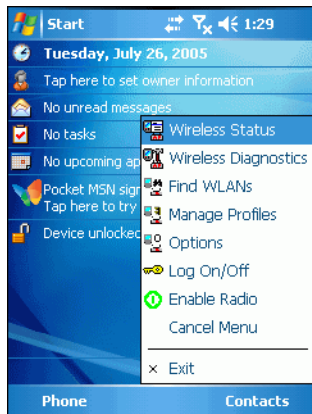 Start 1:29
Tuesday, July 26, 2005
Tap here to set owner information
No unread messages
No tasks
No upcoming ap
Pocket MSN sigr
Tap here to try
Device unlocked
Wireless Status
Wireless Diagnostics
Find WLANs
Manage Profiles
Options
Log On/Off
Enable Radio
Cancel Menu
Exit
Phone Contacts